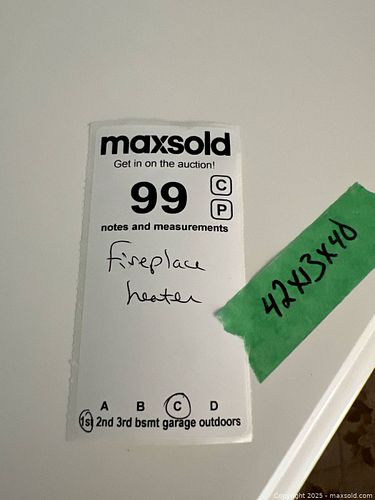 maxsold
Get in on the auction!
99
C
P
notes and measurements
Fireplace
heater
42x13x40
A B C D
1st 2nd 3rd bsmt garage outdoors
Copyright 2025 - maxsold.com